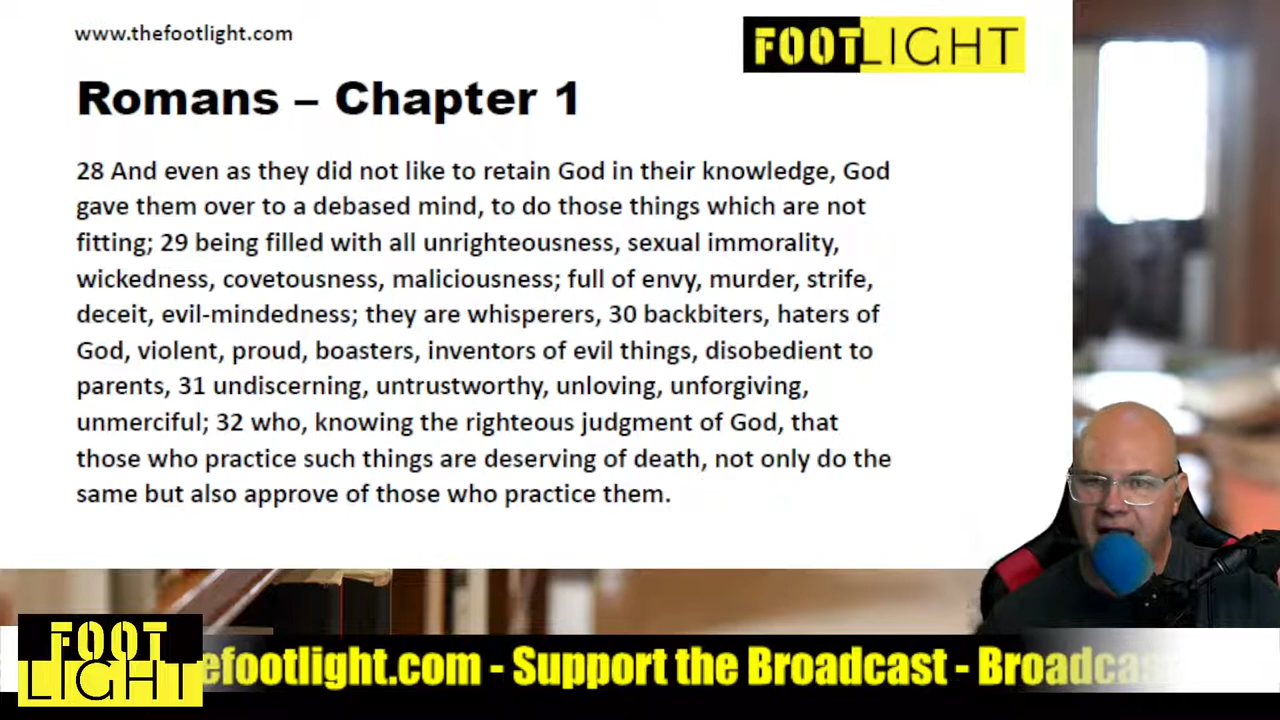 www.thefootlight.com
FOOTLIGHT
Romans – Chapter 1
28 And even as they did not like to retain God in their knowledge, God
gave them over to a debased mind, to do those things which are not
fitting; 29 being filled with all unrighteousness, sexual immorality,
wickedness, covetousness, maliciousness; full of envy, murder, strife,
deceit, evil-mindedness; they are whisperers, 30 backbiters, haters of
God, violent, proud, boasters, inventors of evil things, disobedient to
parents, 31 undiscerning, untrustworthy, unloving, unforgiving,
unmerciful; 32 who, knowing the righteous judgment of God, that
those who practice such things are deserving of death, not only do the
same but also approve of those who practice them.
FOOT
LIGHT
efootlight.com - Support the Broadcast - Broadcas